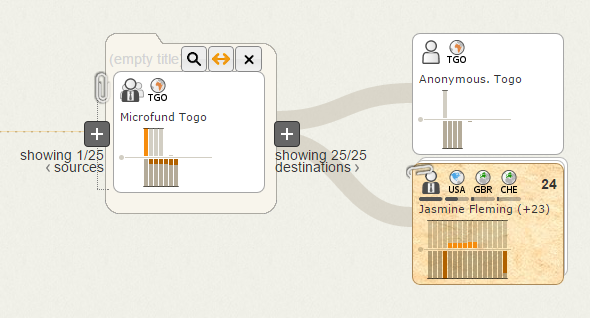 (empty title
TGO
Microfund Togo
showing 1/25
‹ sources
showing 25/25
destinations ›
TGO
Anonymous. Togo
USA GBR CHE 24
Jasmine Fleming (+23)